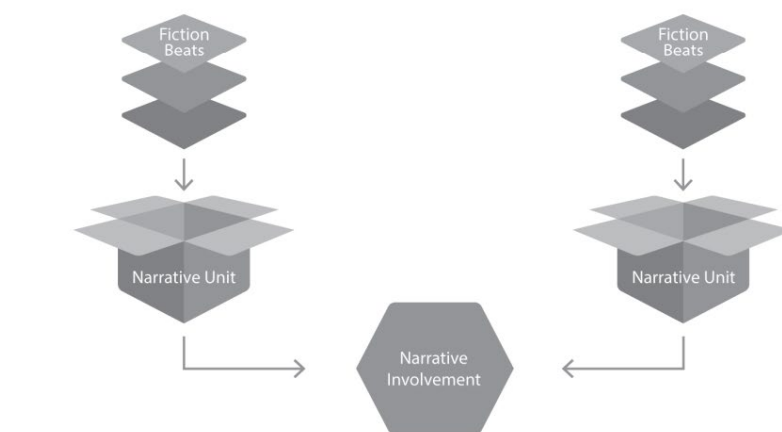 Fiction
Beats
Fiction
Beats
Narrative Unit
Narrative Unit
Narrative
Involvement